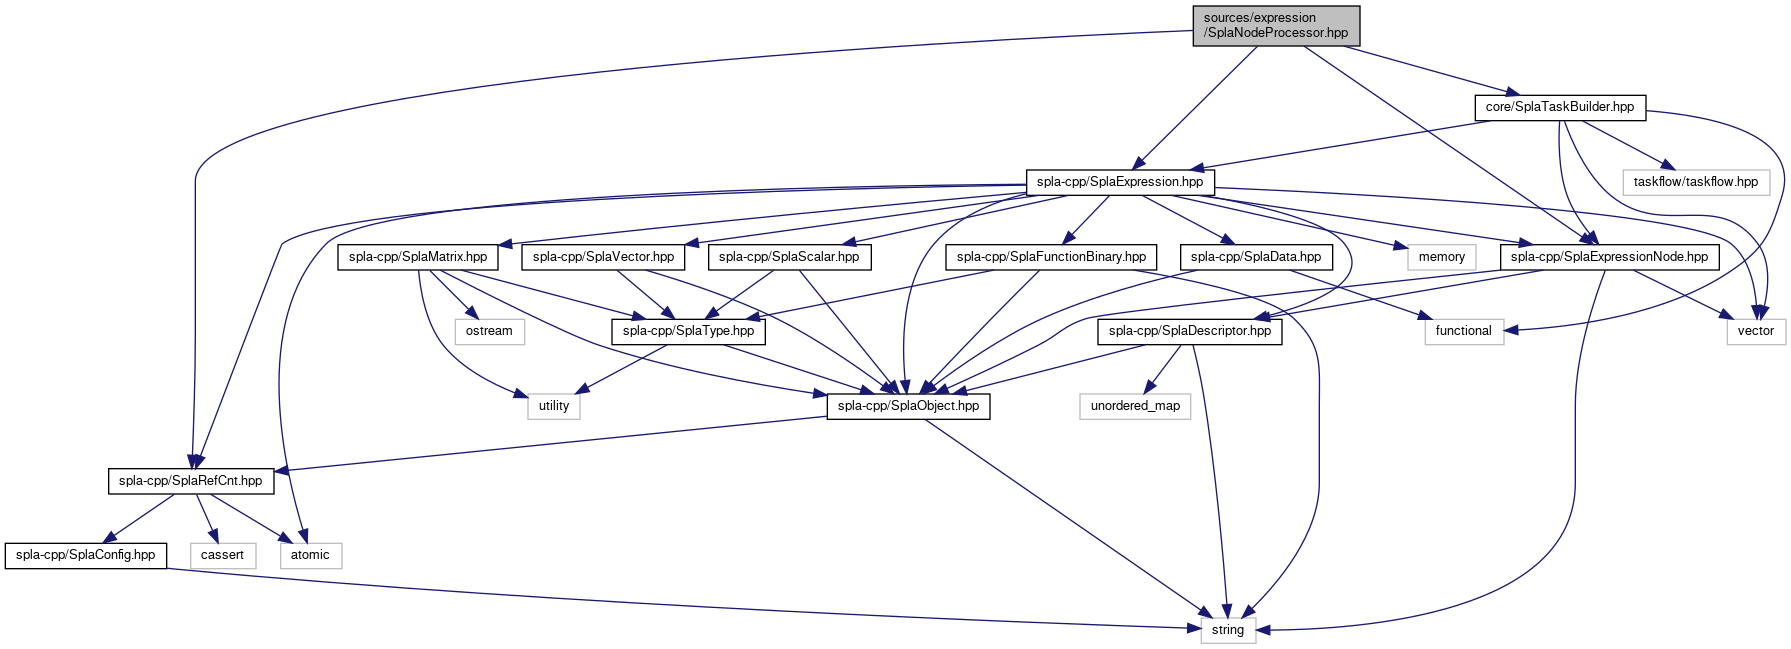 sources/expression
/SplaNodeProcessor.hpp
core/SplaTaskBuilder.hpp
spla-cpp/SplaExpression.hpp
taskflow/taskflow.hpp
spla-cpp/SplaMatrix.hpp
spla-cpp/SplaVector.hpp
spla-cpp/SplaScalar.hpp
spla-cpp/SplaFunctionBinary.hpp
spla-cpp/SplaData.hpp
memory
spla-cpp/SplaExpressionNode.hpp
ostream
spla-cpp/SplaType.hpp
spla-cpp/SplaDescriptor.hpp
functional
vector
utility
spla-cpp/SplaObject.hpp
unordered_map
spla-cpp/SplaRefCnt.hpp
spla-cpp/SplaConfig.hpp
cassert
atomic
string